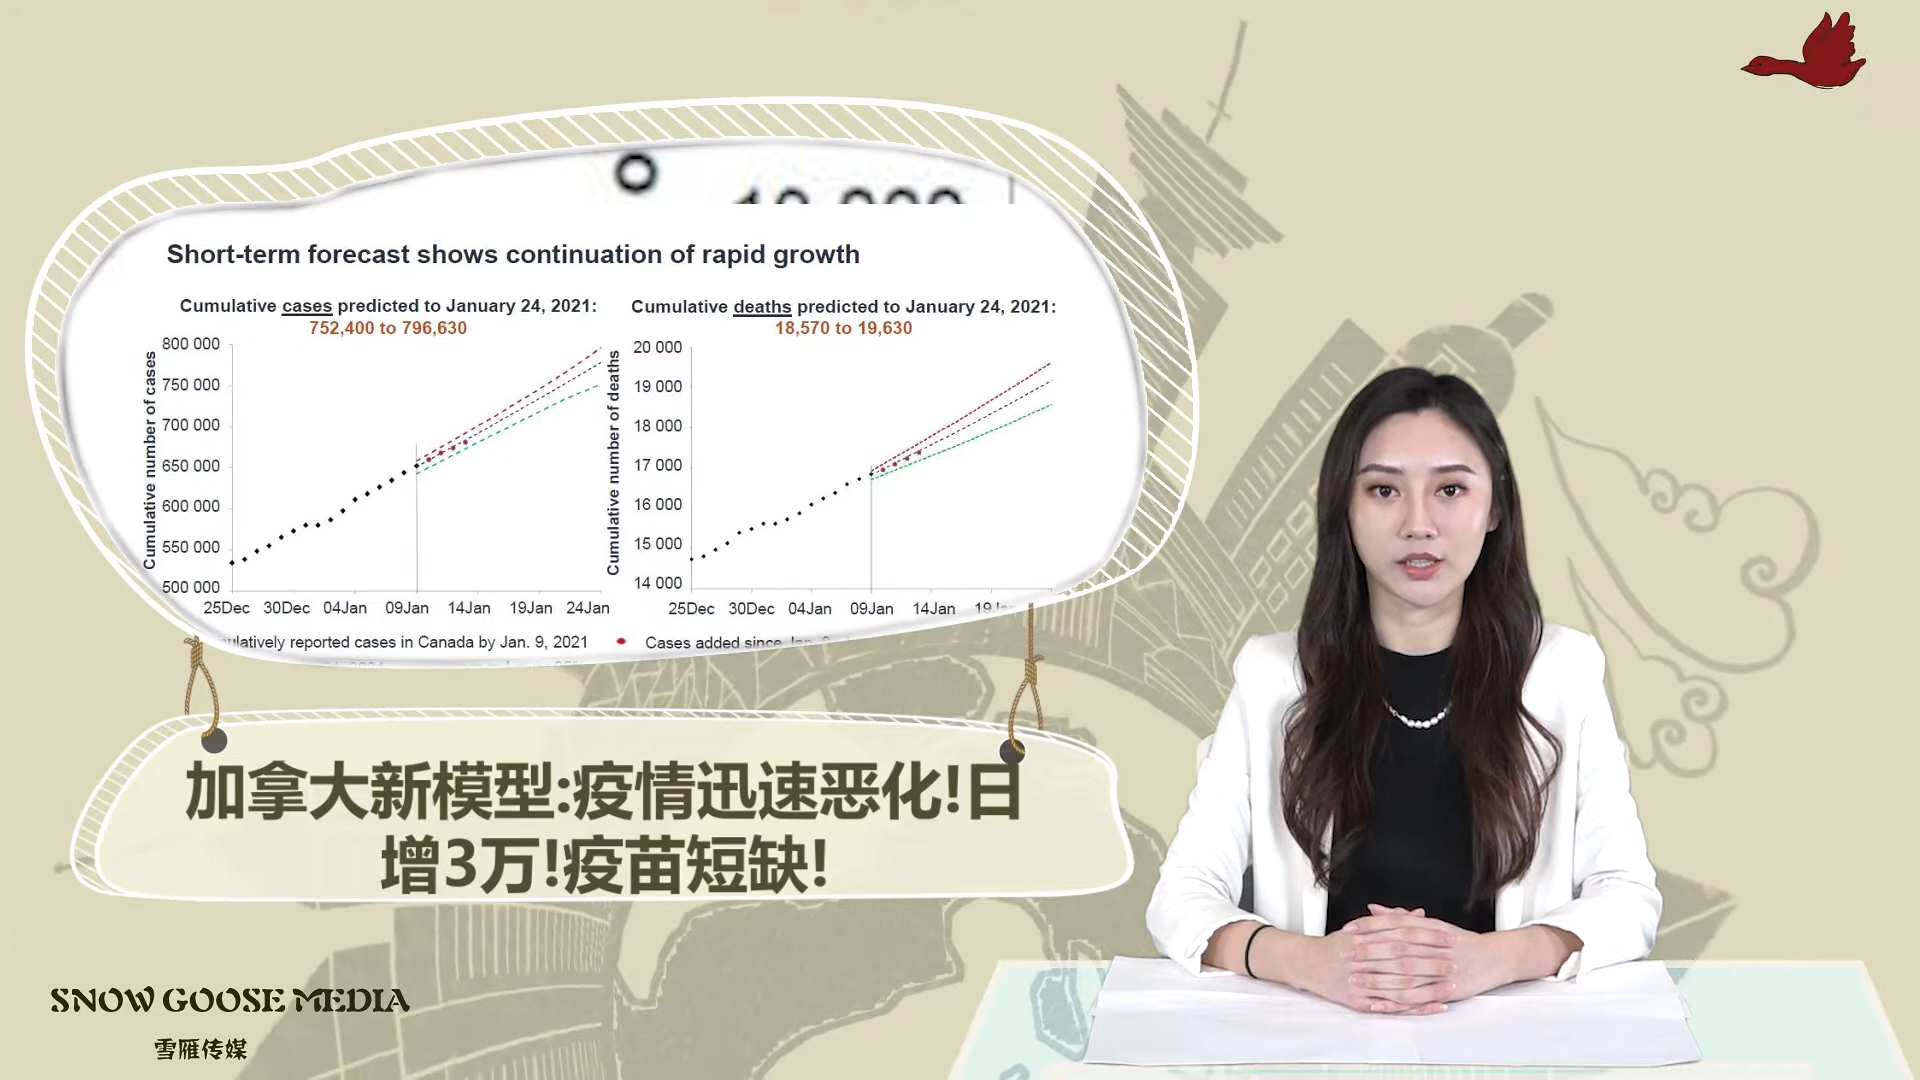 Short-term forecast shows continuation of rapid growth
Cumulative cases predicted to January 24, 2021:
752,400 to 796,630
Cumulative number of cases
800 000
750 000
700 000
650 000
600 000
550 000
500 000
25Dec 30Dec 04Jan 09Jan 14Jan 19Jan 24Jan
Cumulative deaths predicted to January 24, 2021:
18,570 to 19,630
Cumulative number of deaths
20 000
19 000
18 000
17 000
16 000
15 000
14 000
25Dec 30Dec 04Jan 09Jan 14Jan
reported cases in Canada by Jan. 9, 2021
Cases added since
加拿大新模型:疫情迅速恶化!日
增3万!疫苗短缺!
SNOW GOOSE MEDIA
雪雁传媒